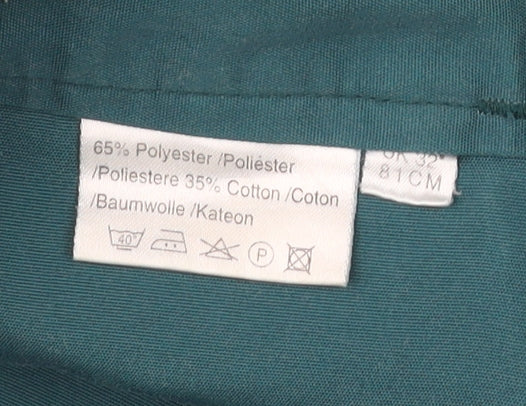 65% Polyester /Poliéster
/Poliestere 35% Cotton /Coton
/Baumwolle /Kateon
40°
P
UK 32"
81CM